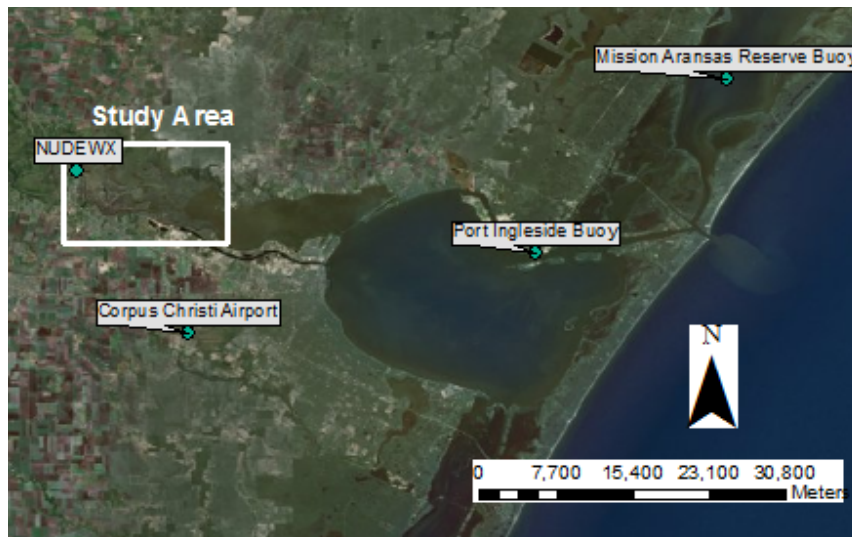 Mission Aransas Reserve Buoy
Study Area
NUDEWX
Port Ingleside Buoy
Corpus Christi Airport
N
0 7,700 15,400 23,100 30,800
Meters